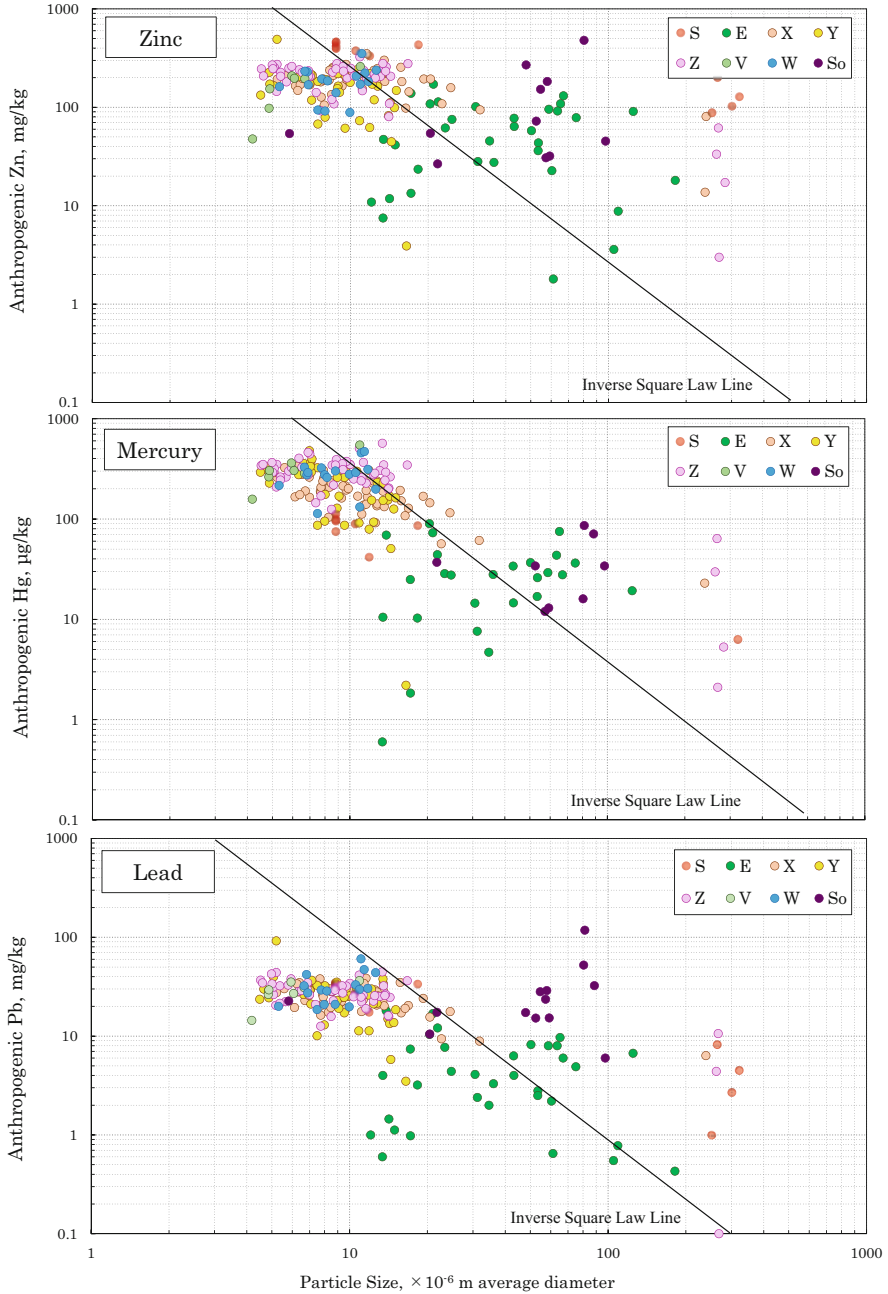 Zinc
S E X Y
Z V W So
1000
100
10
1
0.1
Anthropogenic Zn, mg/kg
Inverse Square Law Line
Mercury
S E X Y
Z V W So
1000
100
10
1
0.1
Anthropogenic Hg, µg/kg
Inverse Square Law Line
Lead
S E X Y
Z V W So
1000
100
10
1
0.1
Anthropogenic Pb, mg/kg
Inverse Square Law Line
1 10 100 1000
Particle Size, ×10⁻⁶ m average diameter